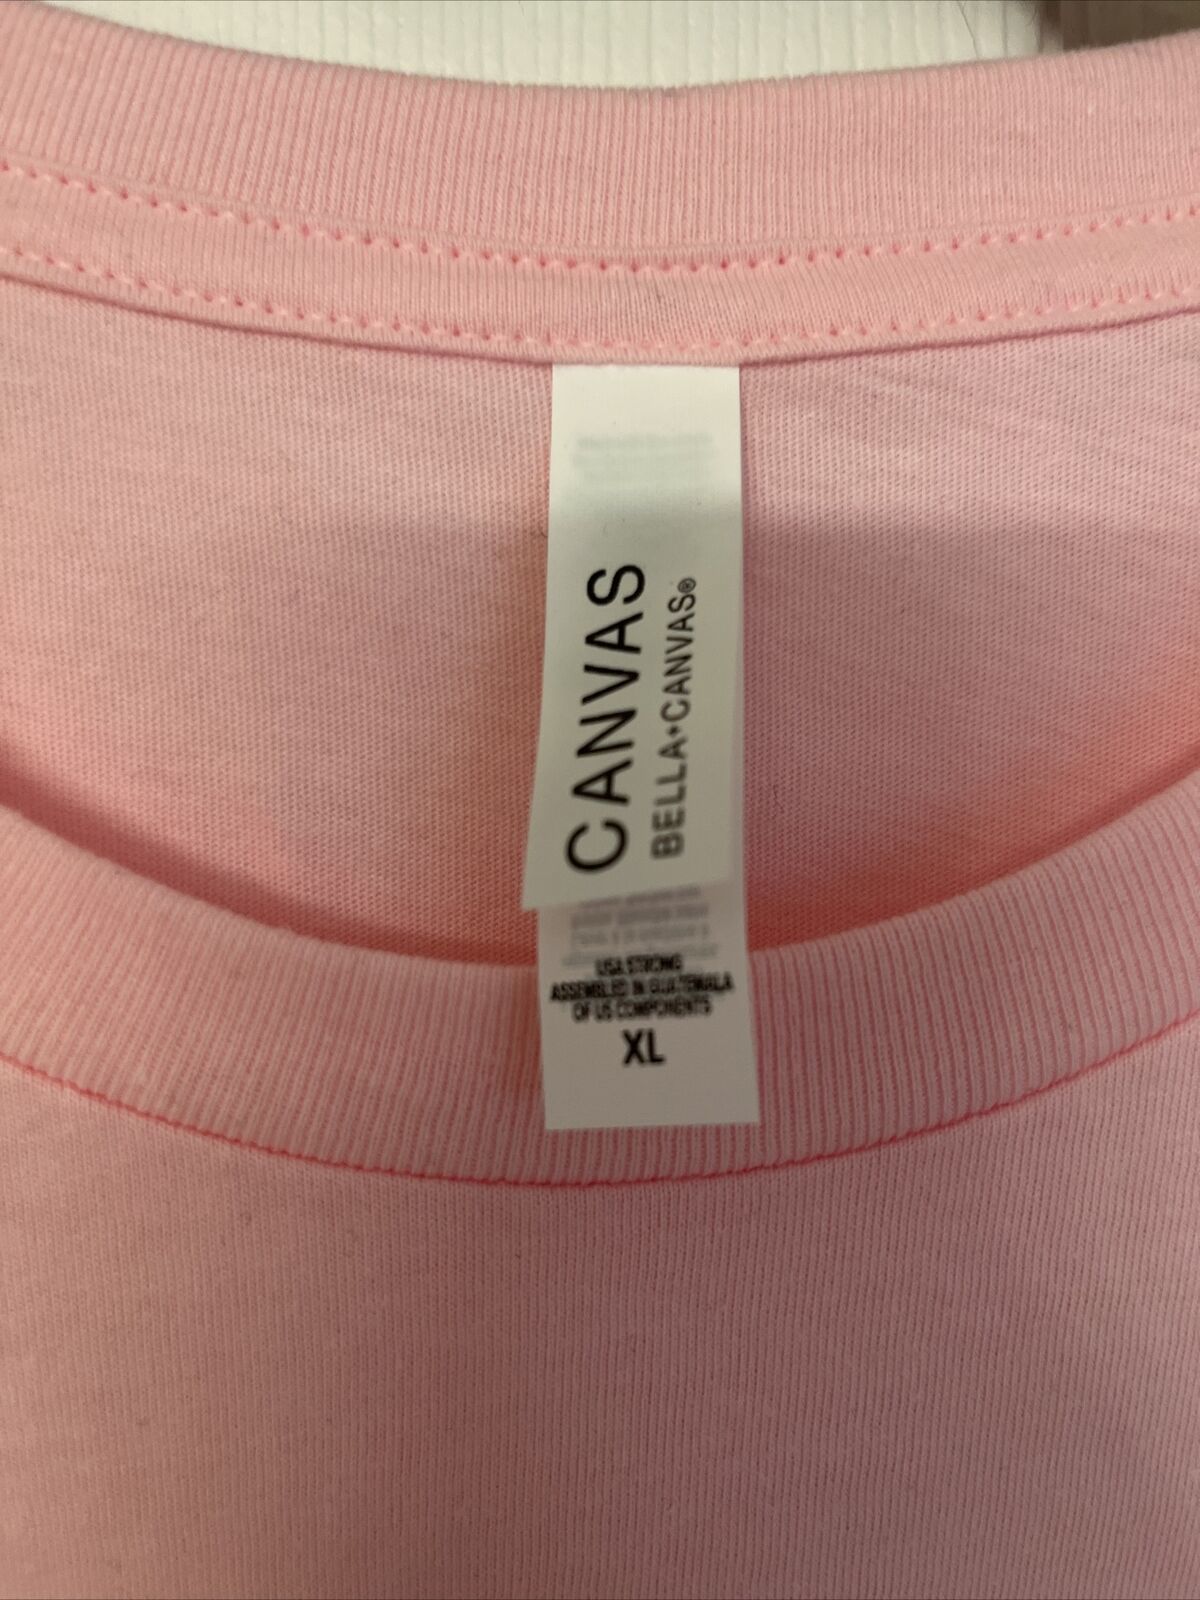 CANVAS
BELLA+CANVAS®
USA STRONG
ASSEMBLED IN GUATEMALA
OF US COMPONENTS
XL